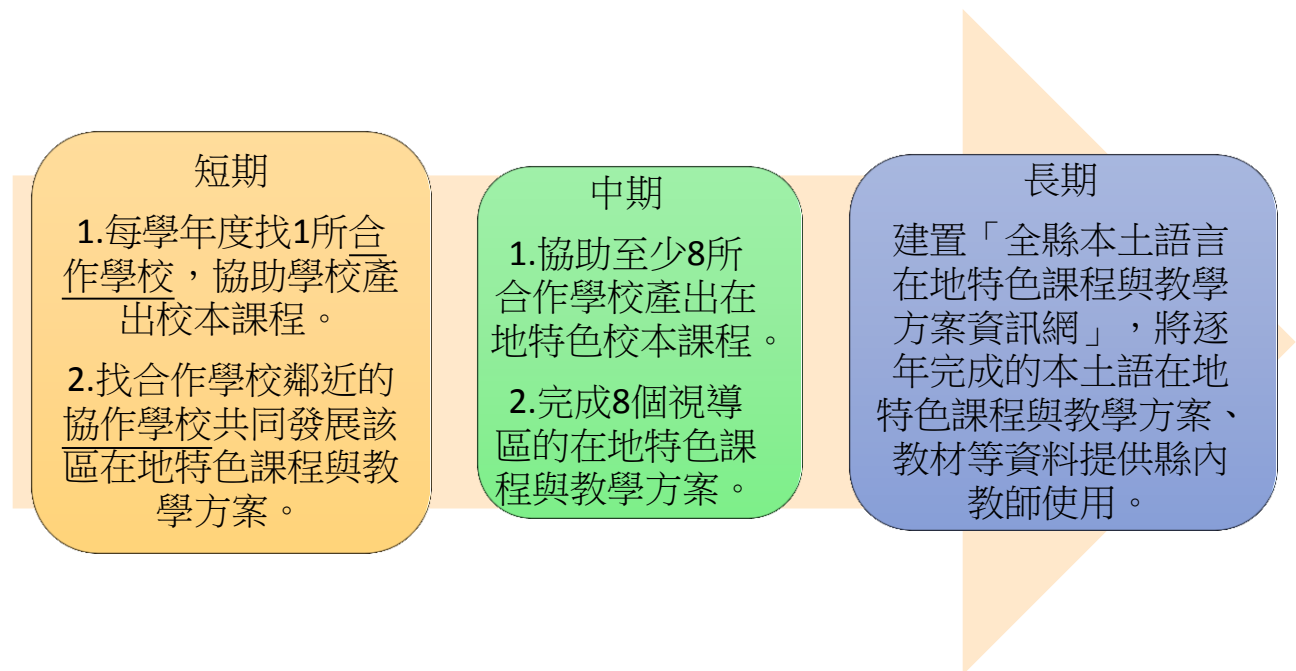 短期
1.每學年度找1所合
作學校，協助學校產
出校本課程。
2.找合作學校鄰近的
協作學校共同發展該
區在地特色課程與教
學方案。
中期
1.協助至少8所
合作學校產出在
地特色校本課程。
2.完成8個視導
區的在地特色課
程與教學方案。
長期
建置「全縣本土語言
在地特色課程與教學
方案資訊網」，將逐
年完成的本土語在地
特色課程與教學方案、
教材等資料提供縣內
教師使用。